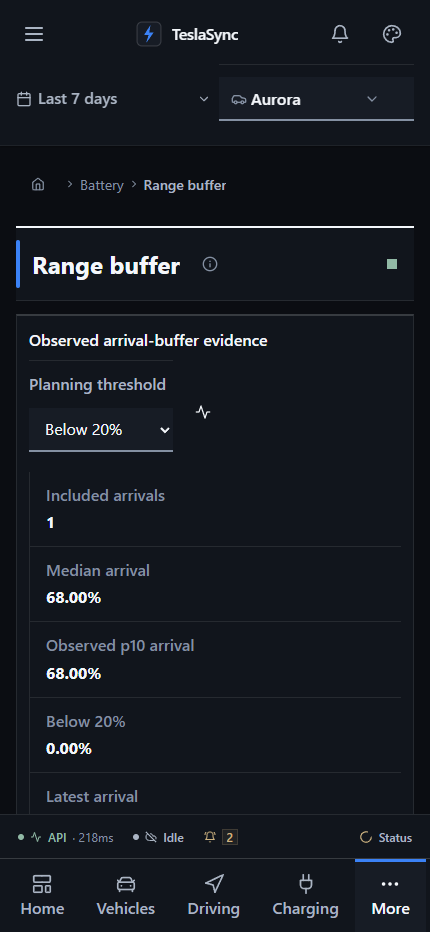 TeslaSync
Last 7 days
Aurora
Battery
Range buffer
Range buffer
Observed arrival-buffer evidence
Planning threshold
Below 20%
Included arrivals
1
Median arrival
68.00%
Observed p10 arrival
68.00%
Below 20%
0.00%
Latest arrival
API · 218ms
Idle
2
Status
Home
Vehicles
Driving
Charging
More